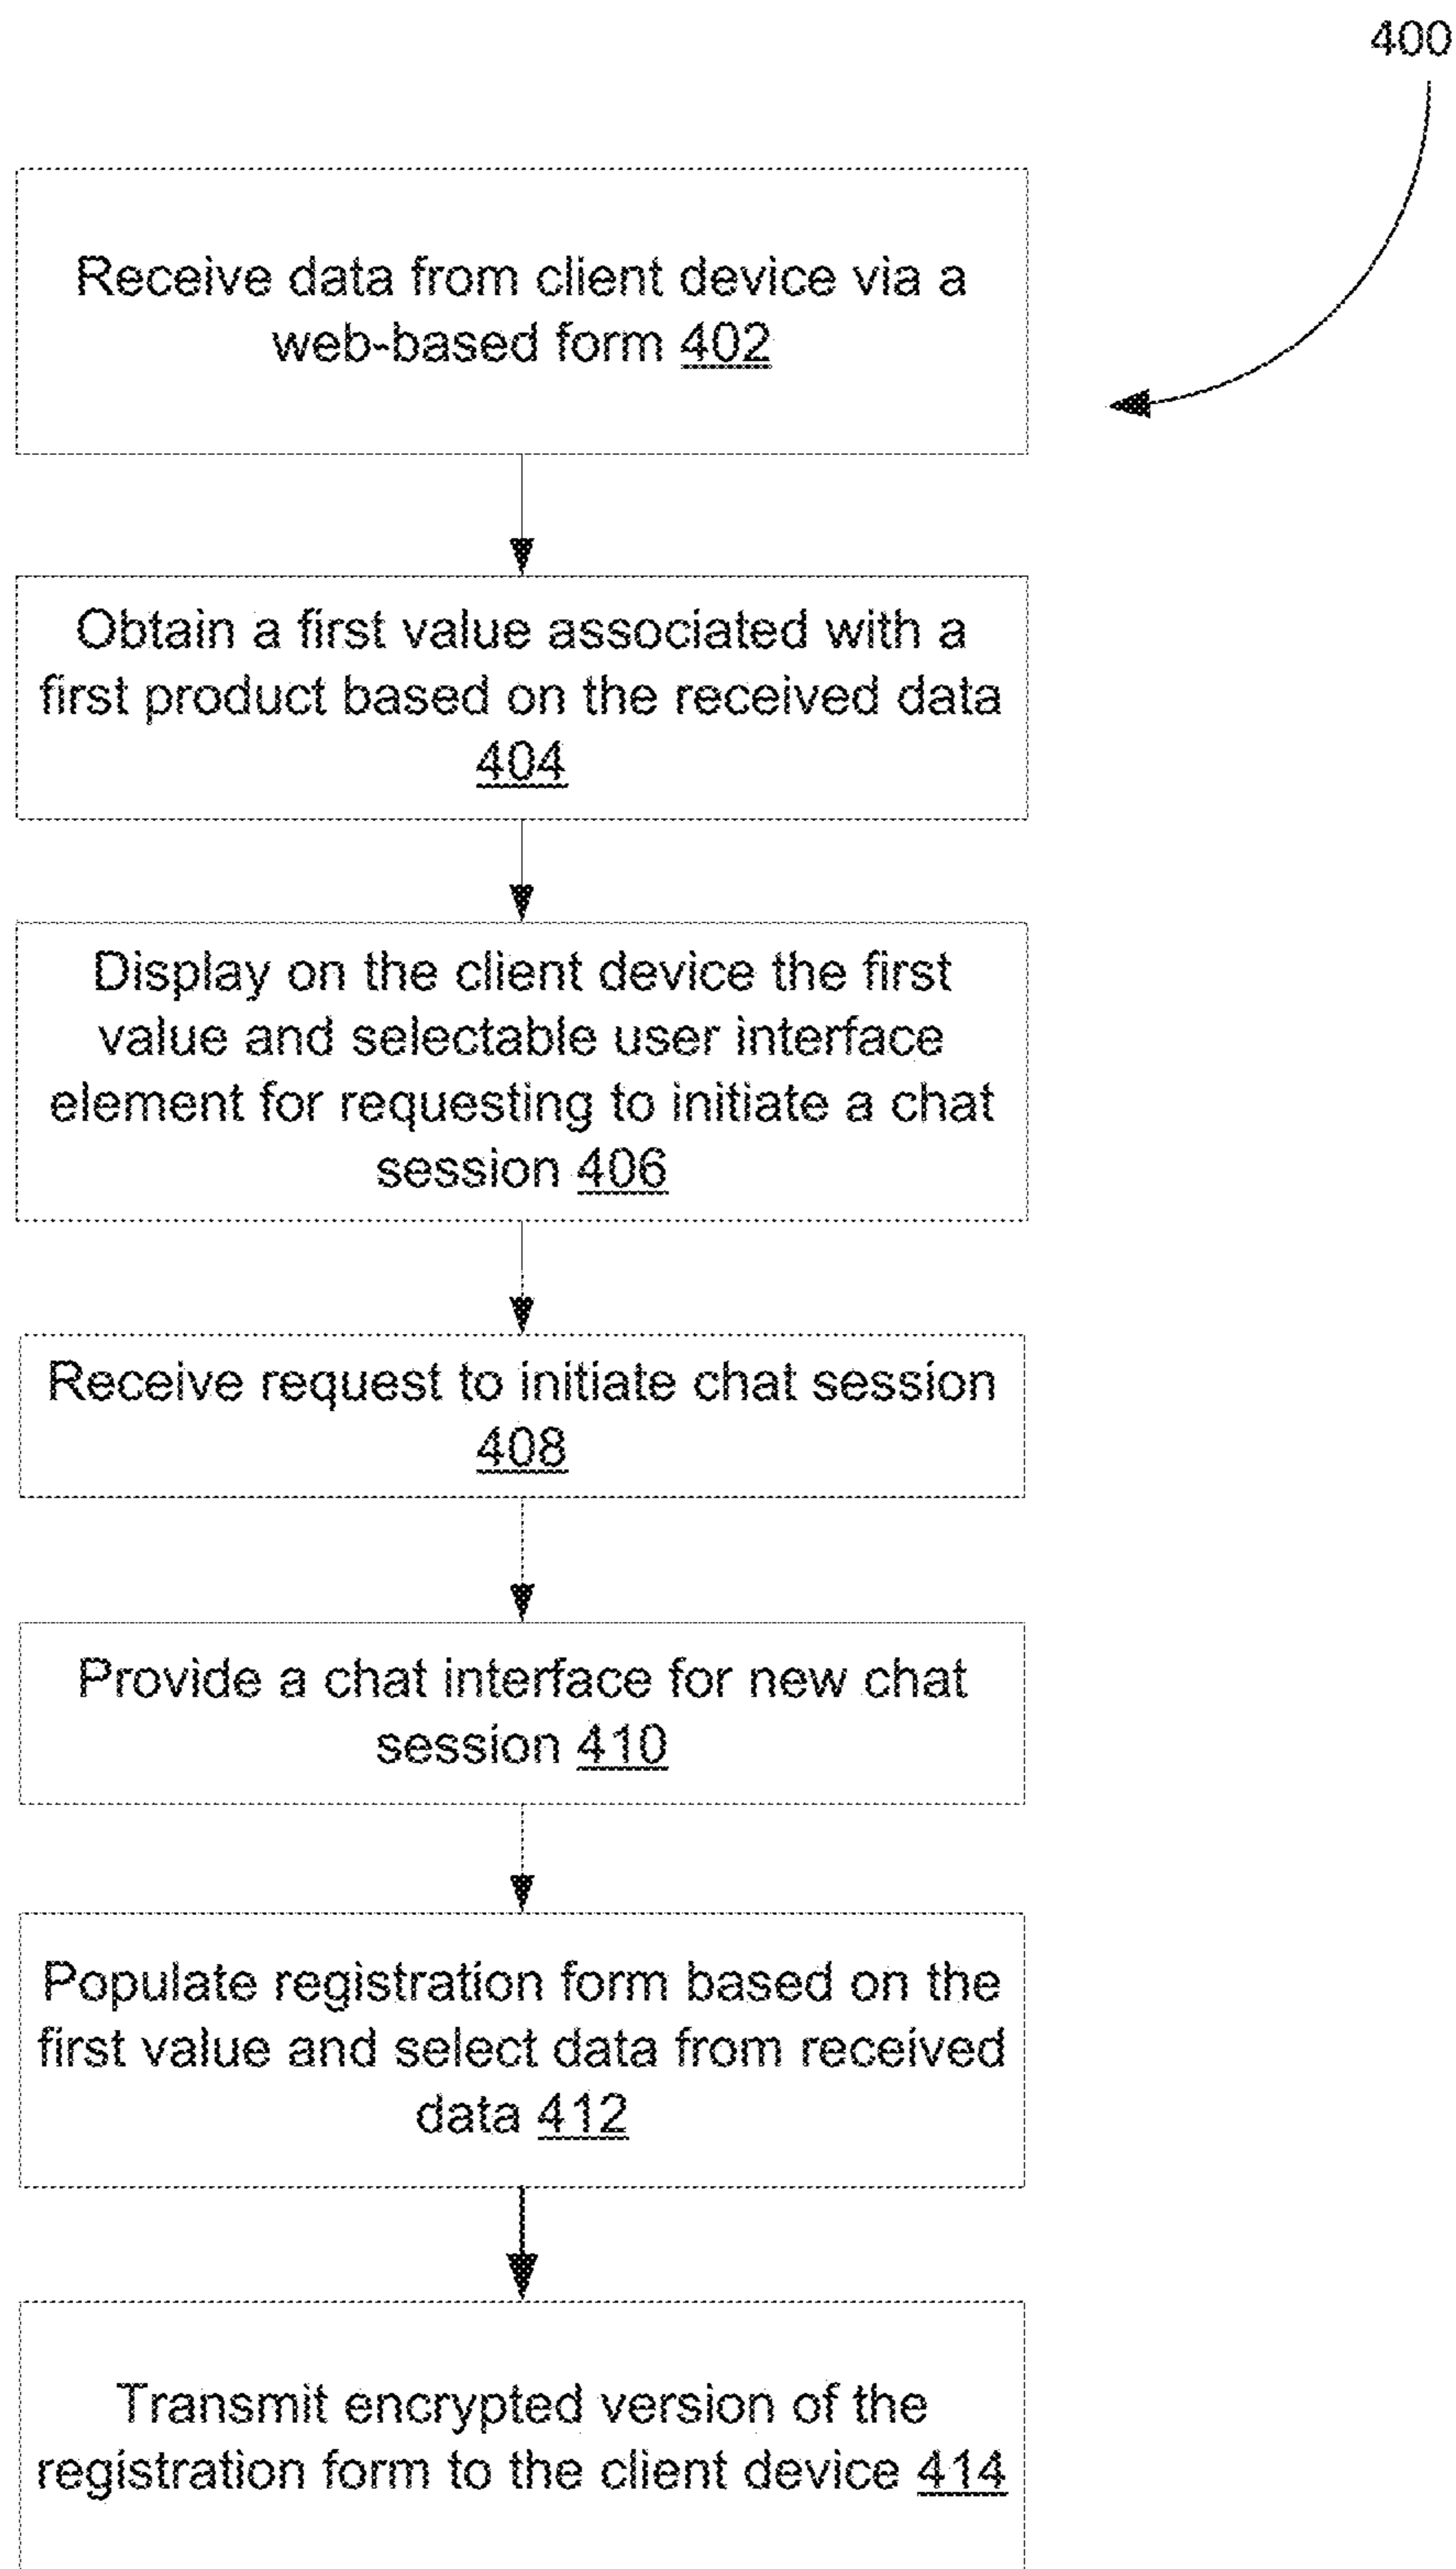 400
Receive data from client device via a
web-based form 402
Obtain a first value associated with a
first product based on the received data
404
Display on the client device the first
value and selectable user interface
element for requesting to initiate a chat
session 406
Receive request to initiate chat session
408
Provide a chat interface for new chat
session 410
Populate registration form based on the
first value and select data from received
data 412
Transmit encrypted version of the
registration form to the client device 414